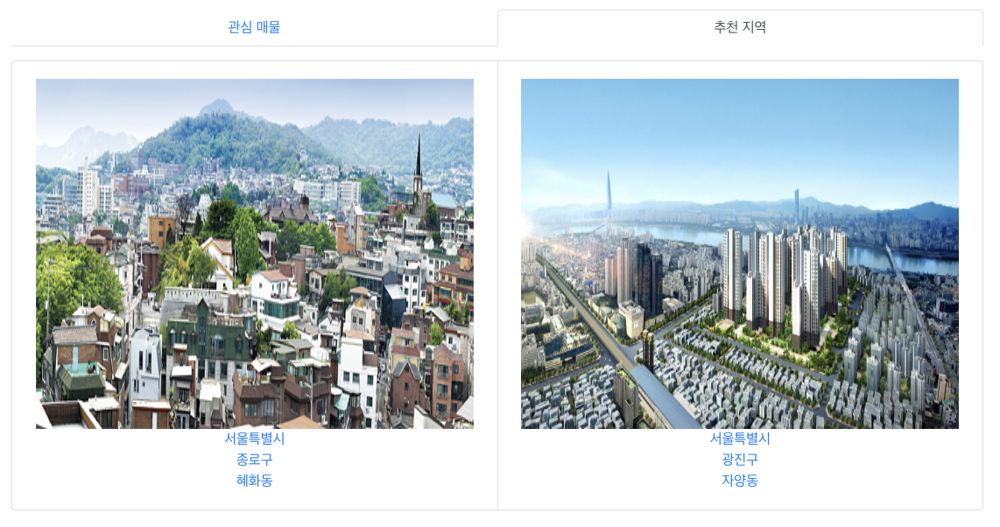 관심 매물
추천 지역
서울특별시
종로구
혜화동
서울특별시
광진구
자양동